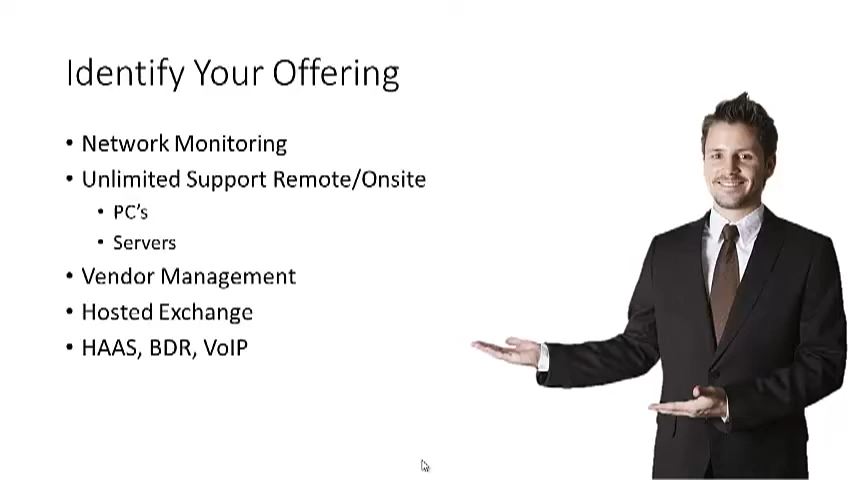 Identify Your Offering
• Network Monitoring
• Unlimited Support Remote/Onsite
• PC's
• Servers
• Vendor Management
• Hosted Exchange
• HAAS, BDR, VoIP